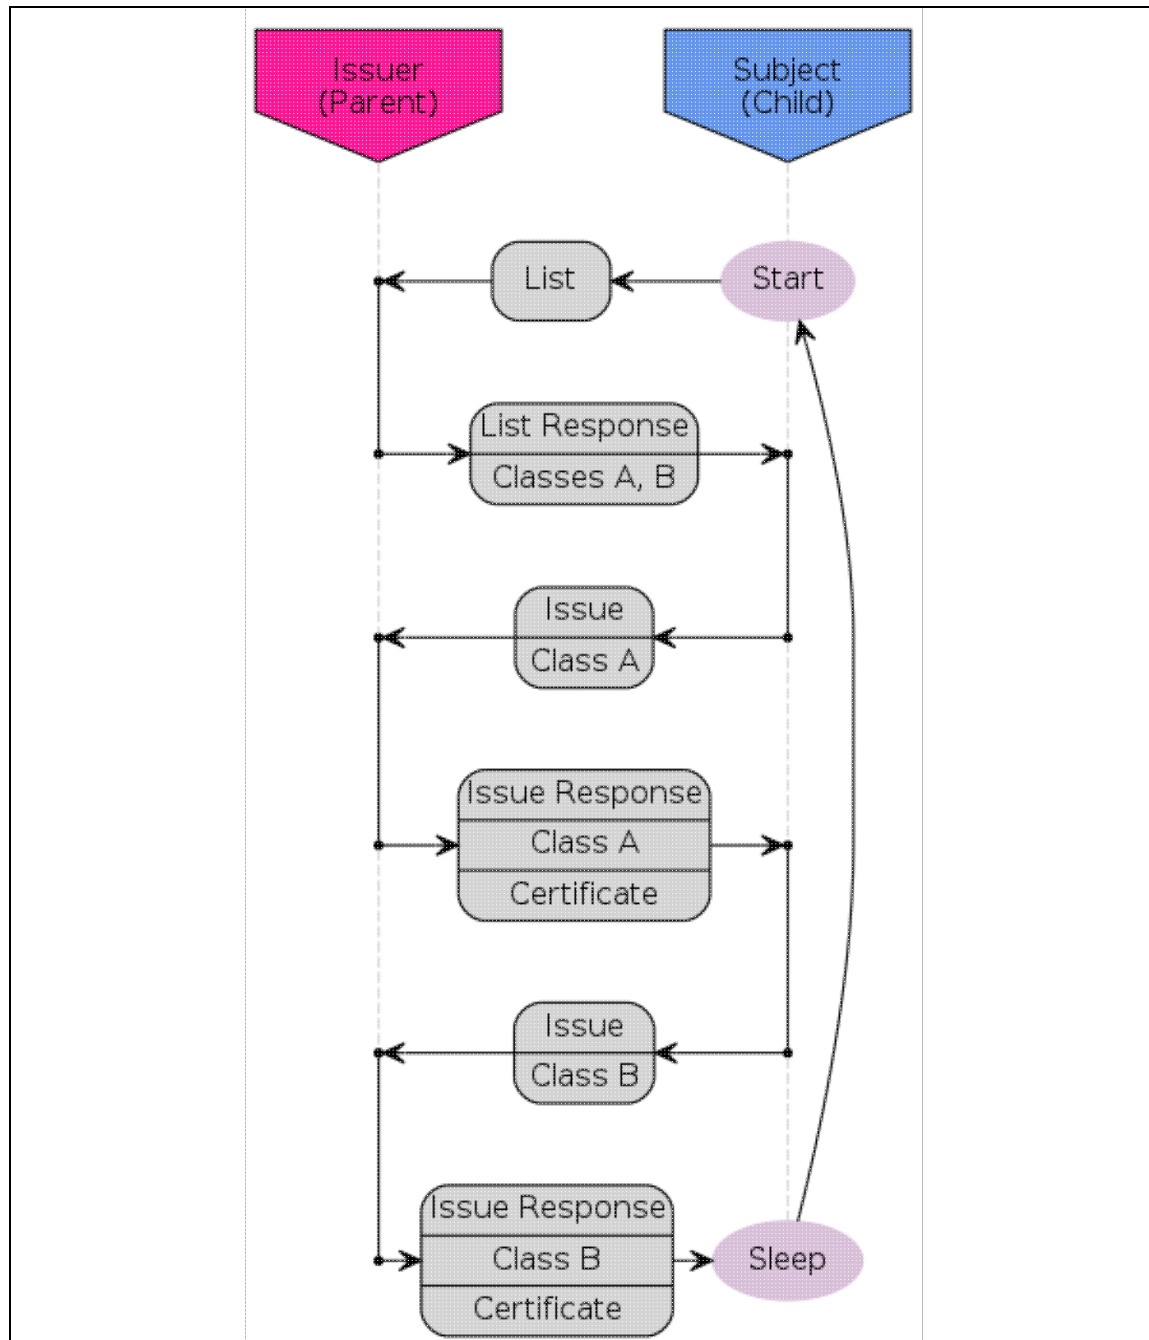 Issuer
(Parent)
Subject
(Child)
List
Start
List Response
Classes A, B
Issue
Class A
Issue Response
Class A
Certificate
Issue
Class B
Issue Response
Class B
Certificate
Sleep